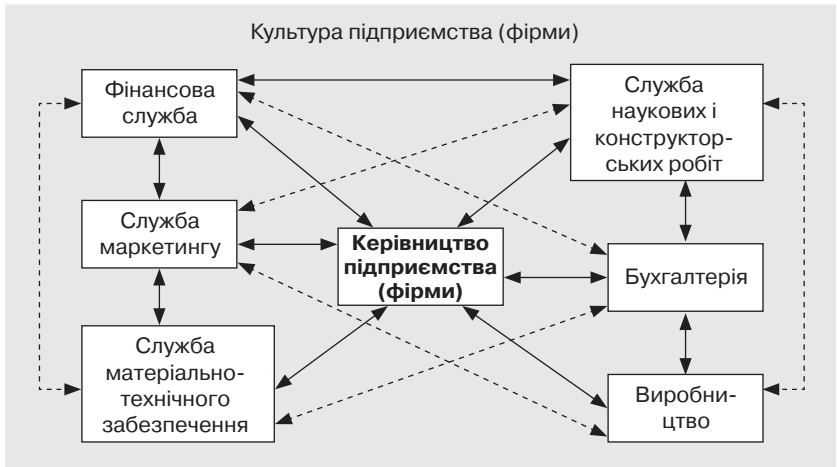 Культура підприємства (фірми)
Фінансова
служба
Служба
наукових і
конструктор-
ських робіт
Служба
маркетингу
Керівництво
підприємства
(фірми)
Бухгалтерія
Служба
матеріально-
технічного
забезпечення
Виробни-
цтво